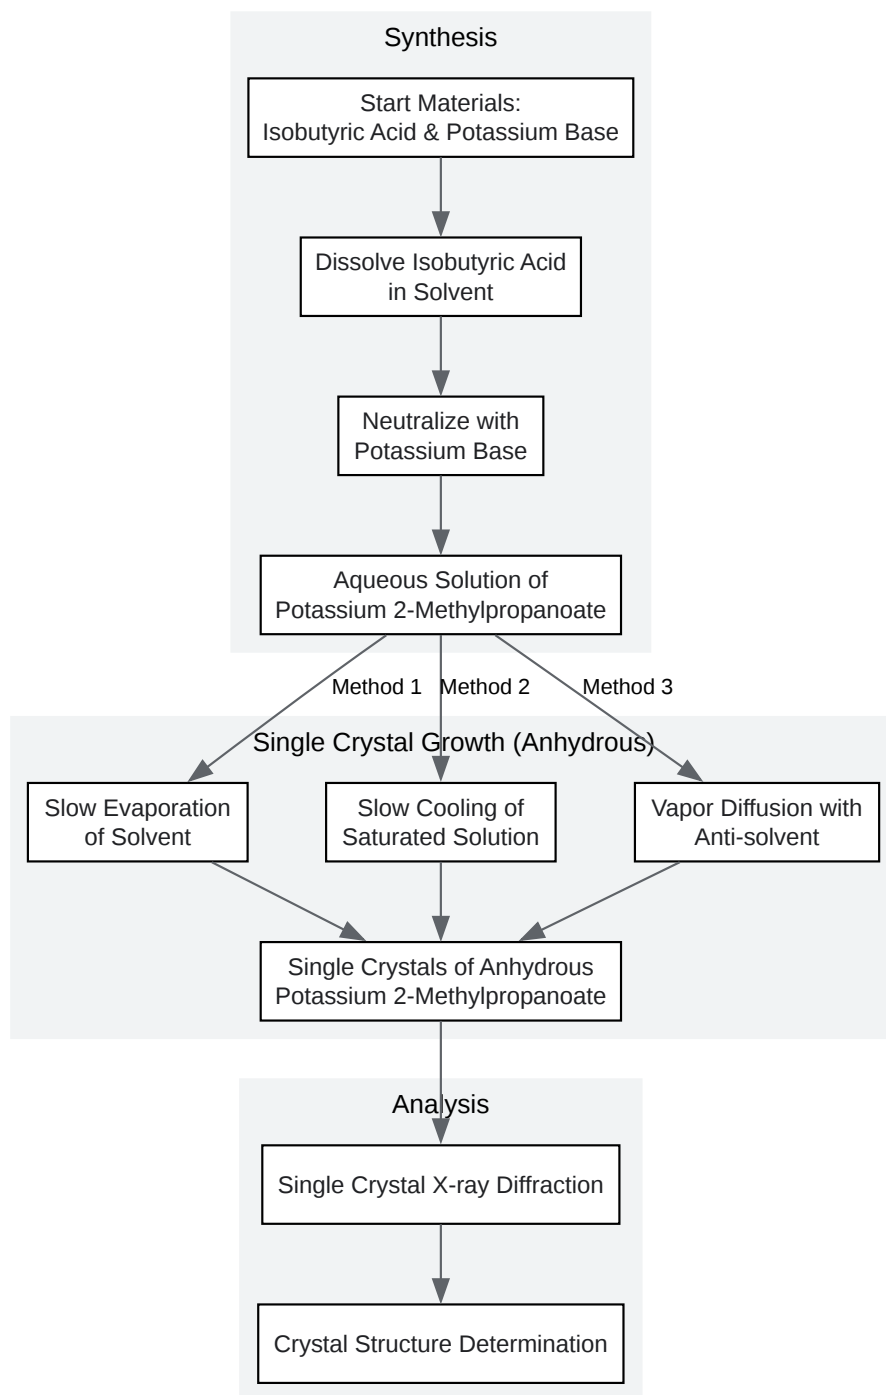 Synthesis
Start Materials:
Isobutyric Acid & Potassium Base
Dissolve Isobutyric Acid
in Solvent
Neutralize with
Potassium Base
Aqueous Solution of
Potassium 2-Methylpropanoate
Method 1
Method 2
Method 3
Single Crystal Growth (Anhydrous)
Slow Evaporation
of Solvent
Slow Cooling of
Saturated Solution
Vapor Diffusion with
Anti-solvent
Single Crystals of Anhydrous
Potassium 2-Methylpropanoate
Analysis
Single Crystal X-ray Diffraction
Crystal Structure Determination